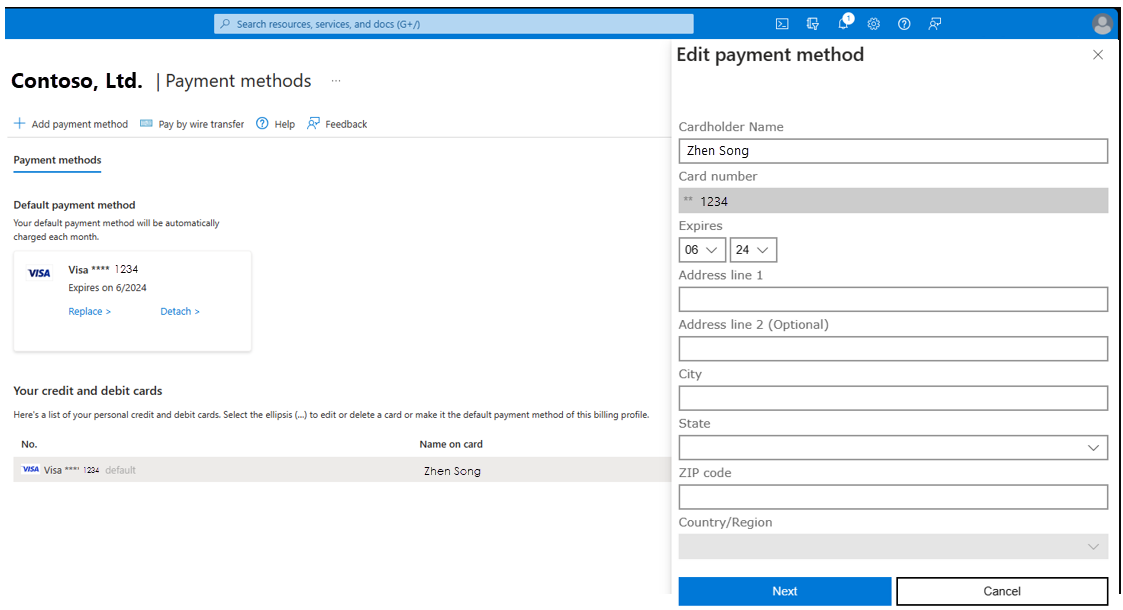 Search resources, services, and docs (G+/)
1
Contoso, Ltd. | Payment methods ...
Add payment method Pay by wire transfer Help Feedback
Payment methods
Default payment method
Your default payment method will be automatically
charged each month.
VISA Visa **** 1234
Expires on 6/2024
Replace > Detach >
Your credit and debit cards
Here's a list of your personal credit and debit cards. Select the ellipsis (...) to edit or delete a card or make it the default payment method of this billing profile.
No. Name on card
VISA Visa **** 1234 default Zhen Song
Edit payment method
Cardholder Name
Zhen Song
Card number
** 1234
Expires
06 24
Address line 1
Address line 2 (Optional)
City
State
ZIP code
Country/Region
Next Cancel